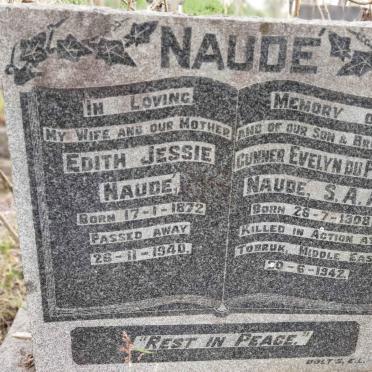 NAUDÉ
IN LOVING
MY WIFE AND OUR MOTHER
EDITH JESSIE
NAUDE,
BORN 17-1-1872
PASSED AWAY
26-11-1940.
MEMORY
AND OF OUR SON &
GUNNER EVELYN DU
NAUDE, S.A.
BORN 26-7-1908
KILLED IN ACTION AT
TOBRUK, MIDDLE EAST
20-6-1942.
"REST IN PEACE."
HOLT'S, E.L.